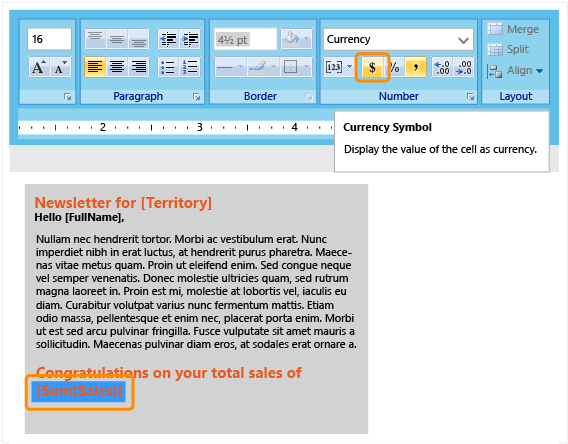 16
4½ pt
Currency
Merge
Split
Align
A A
123
$ % , .00 .00
Paragraph
Border
Number
Layout
2 3 4
Currency Symbol
Display the value of the cell as currency.
Newsletter for [Territory]
Hello [FullName],
Nullam nec hendrerit tortor. Morbi ac vestibulum erat. Nunc
imperdiet nibh in erat luctus, at hendrerit purus pharetra. Maece-
nas vitae metus quam. Proin ut eleifend enim. Sed congue neque
vel semper venenatis. Donec molestie ultricies quam, sed rutrum
magna laoreet in. Proin est mi, molestie at lobortis vel, iaculis eu
diam. Curabitur volutpat varius nunc fermentum mattis. Etiam
odio massa, pellentesque et enim nec, placerat porta enim. Morbi
ut est sed arcu pulvinar fringilla. Fusce vulputate sit amet mauris a
sollicitudin. Maecenas pulvinar diam eros, at sodales erat ornare a.
Congratulations on your total sales of
[Sum(Sales)]